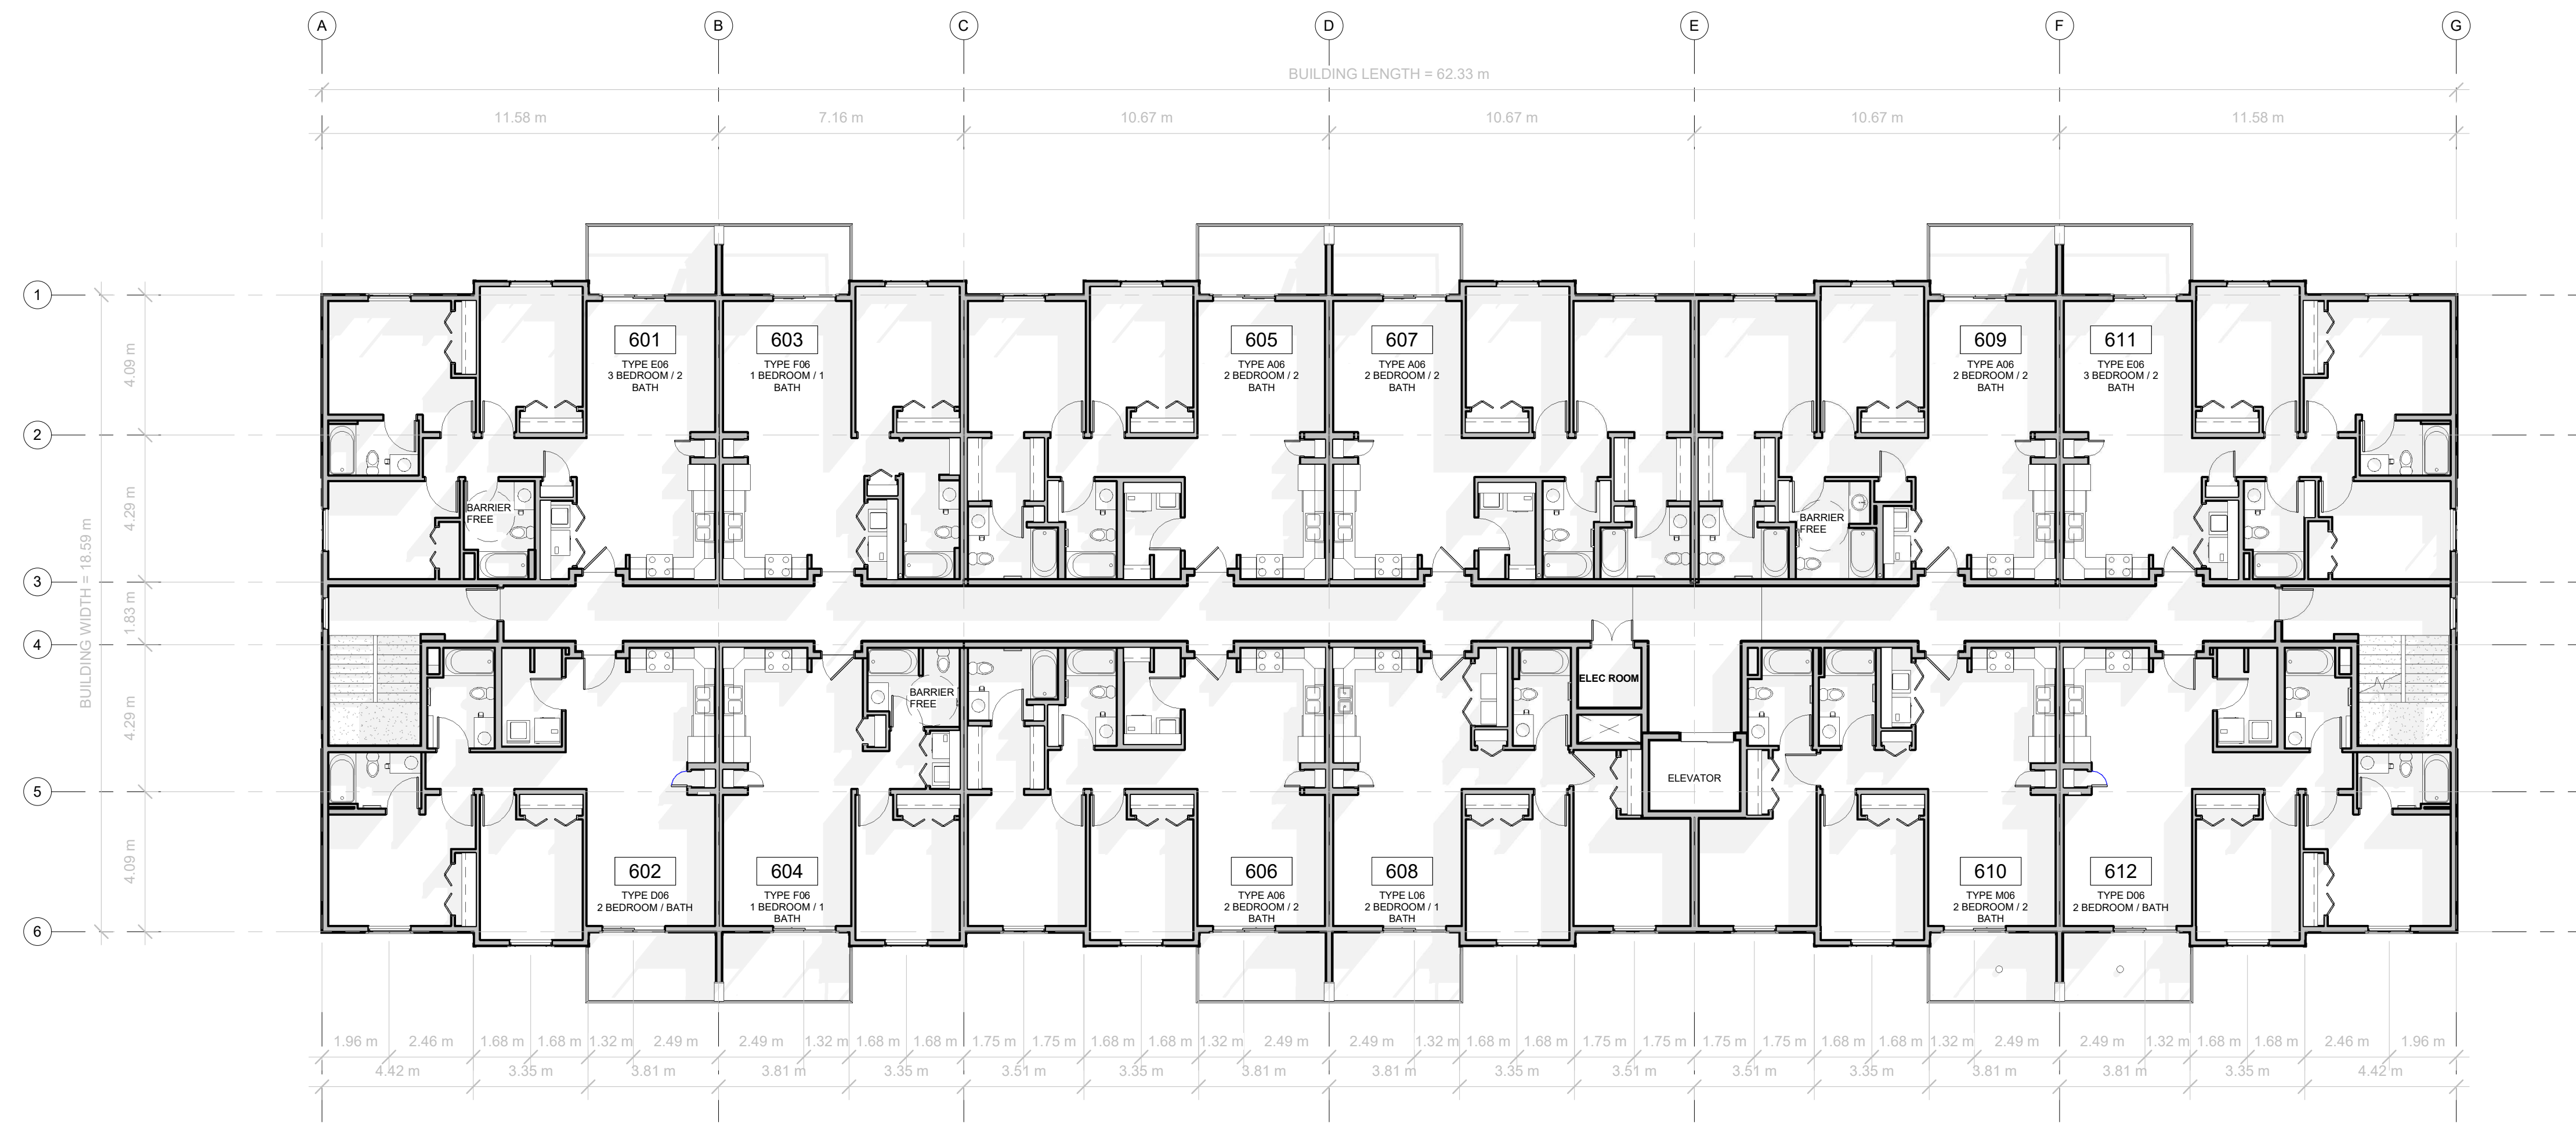 A B C D E F G
BUILDING LENGTH = 62.33 m
11.58 m 7.16 m 10.67 m 10.67 m 10.67 m 11.58 m
1
601 603 605 607 609 611
TYPE E06 TYPE F06 TYPE A06 TYPE A06 TYPE A06 TYPE E06
3 BEDROOM / 2 1 BEDROOM / 1 2 BEDROOM / 2 2 BEDROOM / 2 2 BEDROOM / 2 3 BEDROOM / 2
BATH BATH BATH BATH BATH BATH
4.09 m
2
BARRIER
FREE
BARRIER
FREE
4.29 m
3
BUILDING WIDTH = 18.59 m
1.83 m
4
ELEC ROOM
BARRIER
FREE
4.29 m
ELEVATOR
5
4.09 m
602 604 606 608 610 612
TYPE D06 TYPE F06 TYPE A06 TYPE L06 TYPE M06 TYPE D06
2 BEDROOM / BATH 1 BEDROOM / 1 2 BEDROOM / 2 2 BEDROOM / 1 2 BEDROOM / 2 2 BEDROOM / BATH
BATH BATH BATH BATH
6
1.96 m 2.46 m 1.68 m 1.68 m 1.32 m 2.49 m 2.49 m 1.32 m 1.68 m 1.68 m 1.75 m 1.75 m 1.68 m 1.68 m 1.32 m 2.49 m 2.49 m 1.32 m 1.68 m 1.68 m 1.75 m 1.75 m 1.75 m 1.75 m 1.68 m 1.68 m 1.32 m 2.49 m 2.49 m 1.32 m 1.68 m 1.68 m 2.46 m 1.96 m
4.42 m 3.35 m 3.81 m 3.81 m 3.35 m 3.51 m 3.35 m 3.81 m 3.81 m 3.35 m 3.51 m 3.51 m 3.35 m 3.81 m 3.81 m 3.35 m 4.42 m